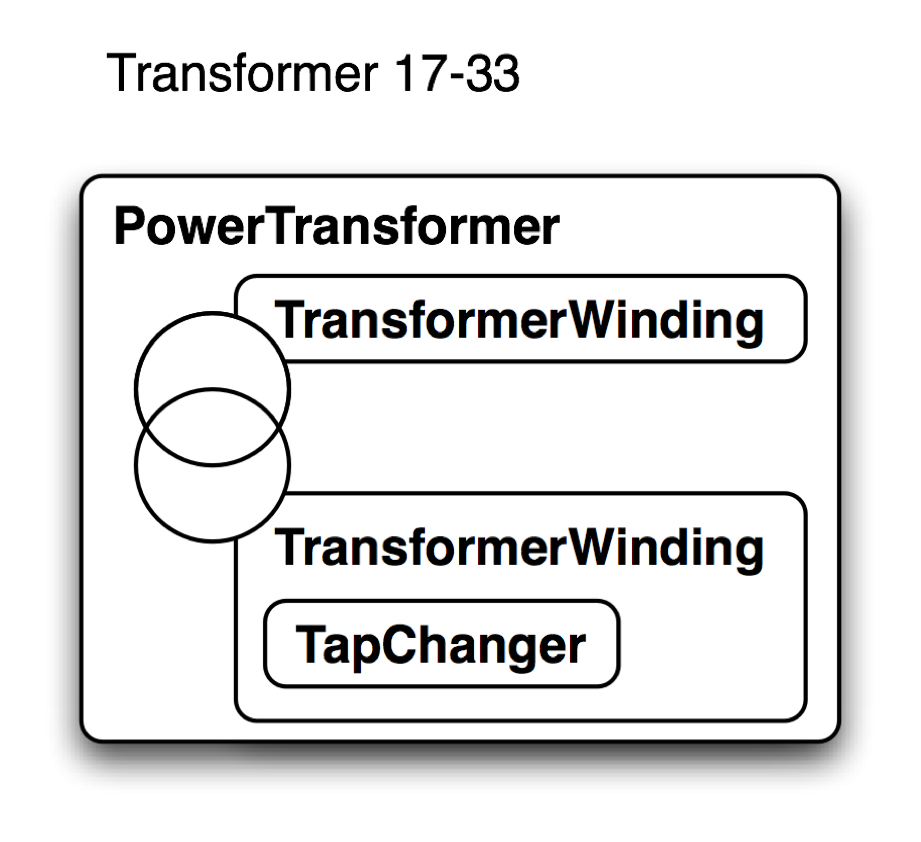 Transformer 17-33
PowerTransformer
TransformerWinding
TransformerWinding
TapChanger